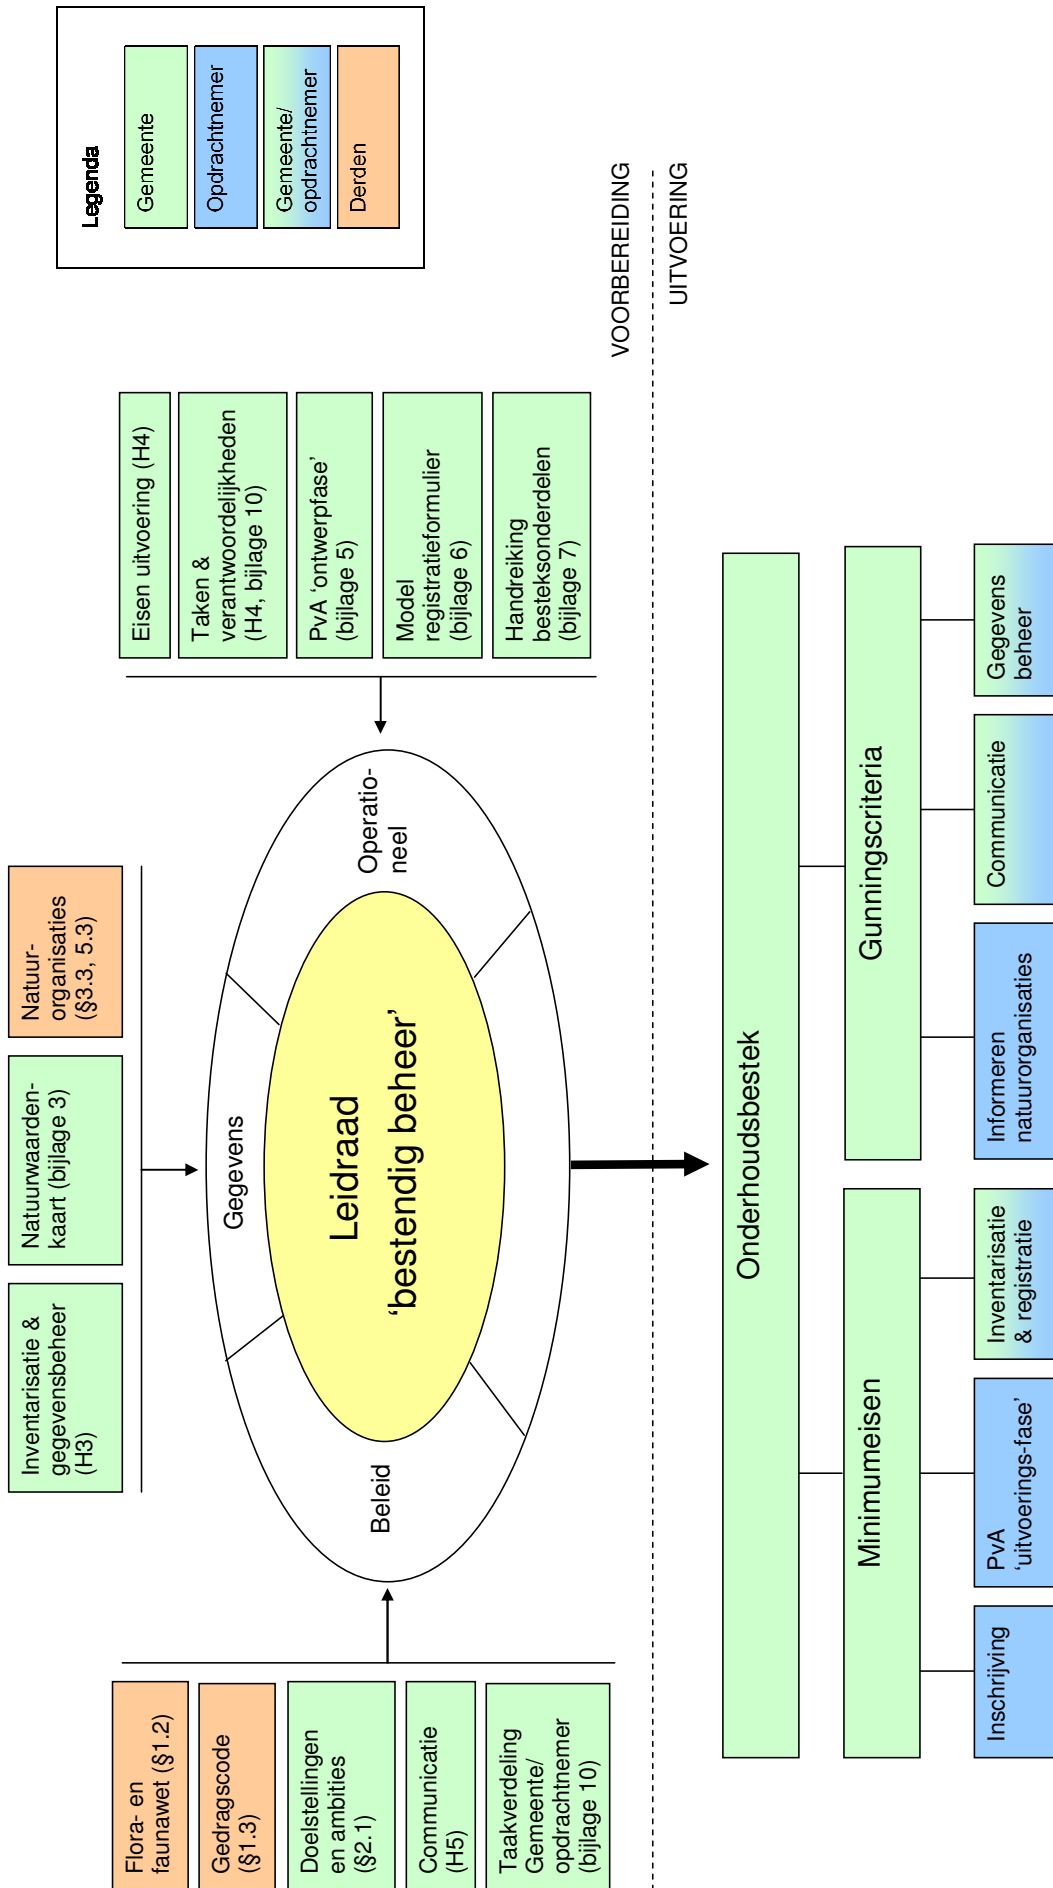 Legenda
Gemeente
Opdrachtnemer
Gemeente/
opdrachtnemer
Derden
Inventarisatie &
gegevensbeheer
(H3)
Natuurwaarden-
kaart (bijlage 3)
Natuur-
organisaties
(§3.3, 5.3)
Flora- en
faunawet (§1.2)
Gedragscode
(§1.3)
Doelstellingen
en ambities
(§2.1)
Communicatie
(H5)
Taakverdeling
Gemeente/
opdrachtnemer
(bijlage 10)
Beleid
Gegevens
Operatio-
neel
Leidraad
‘bestendig beheer’
Eisen uitvoering (H4)
Taken &
verantwoordelijkheden
(H4, bijlage 10)
PvA ‘ontwerpfase’
(bijlage 5)
Model
registratieformulier
(bijlage 6)
Handreiking
besteksonderdelen
(bijlage 7)
VOORBEREIDING
UITVOERING
Onderhoudsbestek
Minimumeisen
Gunningscriteria
Inschrijving
PvA
‘uitvoerings-fase’
Inventarisatie
& registratie
Informeren
natuurorganisaties
Communicatie
Gegevens
beheer